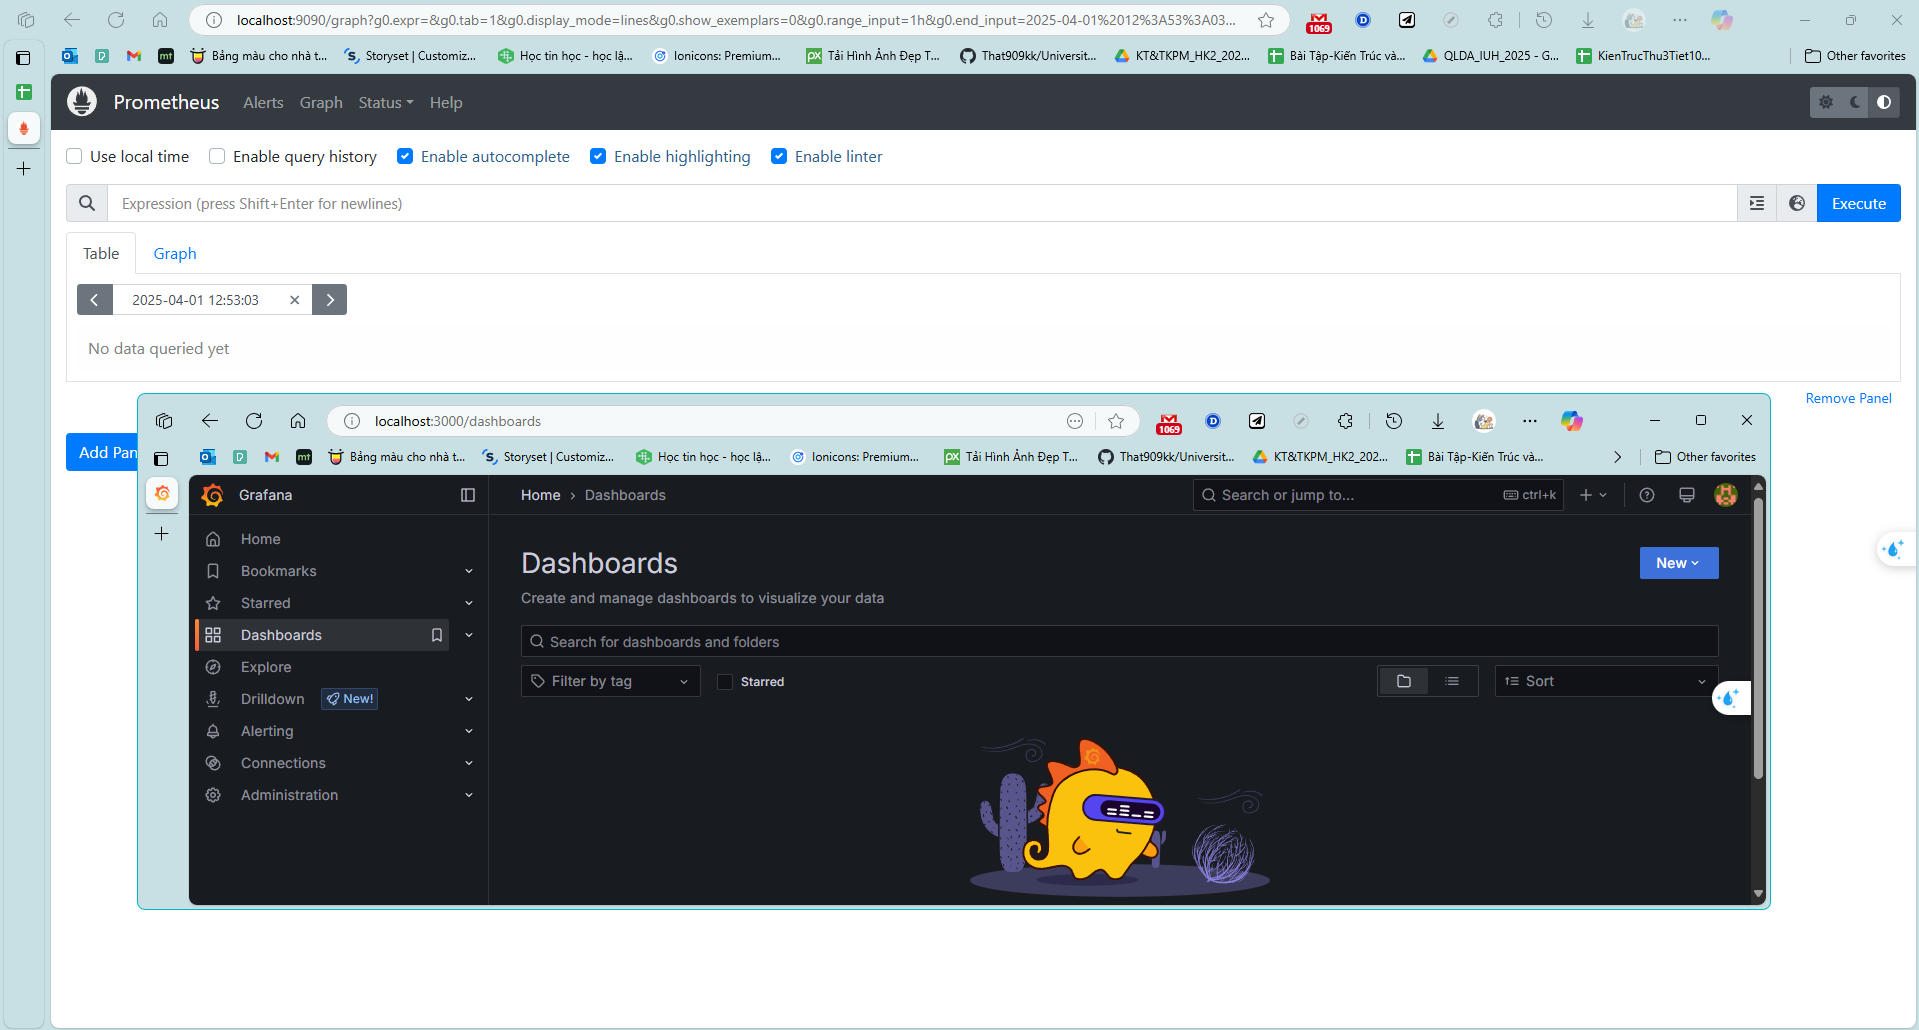 localhost:9090/graph?g0.expr=&g0.tab=1&g0.display_mode=lines&g0.show_exemplars=0&g0.range_input=1h&g0.end_input=2025-04-01%2012%3A53%3A03...
1069
D
Bảng màu cho nhà t...
Storyset | Customiz...
Học tin học - học lậ...
Ionicons: Premium...
Tải Hình Ảnh Đẹp T...
That909kk/Universit...
KT&TKPM_HK2_202...
Bài Tập-Kiến Trúc và...
QLDA_IUH_2025 - G...
KienTrucThu3Tiet10...
Other favorites
Prometheus
Alerts
Graph
Status
Help
Use local time
Enable query history
Enable autocomplete
Enable highlighting
Enable linter
Expression (press Shift+Enter for newlines)
Execute
Table
Graph
2025-04-01 12:53:03
No data queried yet
Remove Panel
Add Pan
localhost:3000/dashboards
1069
D
Bảng màu cho nhà t...
Storyset | Customiz...
Học tin học - học lậ...
Ionicons: Premium...
Tải Hình Ảnh Đẹp T...
That909kk/Universit...
KT&TKPM_HK2_202...
Bài Tập-Kiến Trúc và...
Other favorites
Grafana
Home › Dashboards
Search or jump to...
ctrl+k
Home
Bookmarks
Starred
Dashboards
Explore
Drilldown
New!
Alerting
Connections
Administration
Dashboards
New
Create and manage dashboards to visualize your data
Search for dashboards and folders
Filter by tag
Starred
Sort